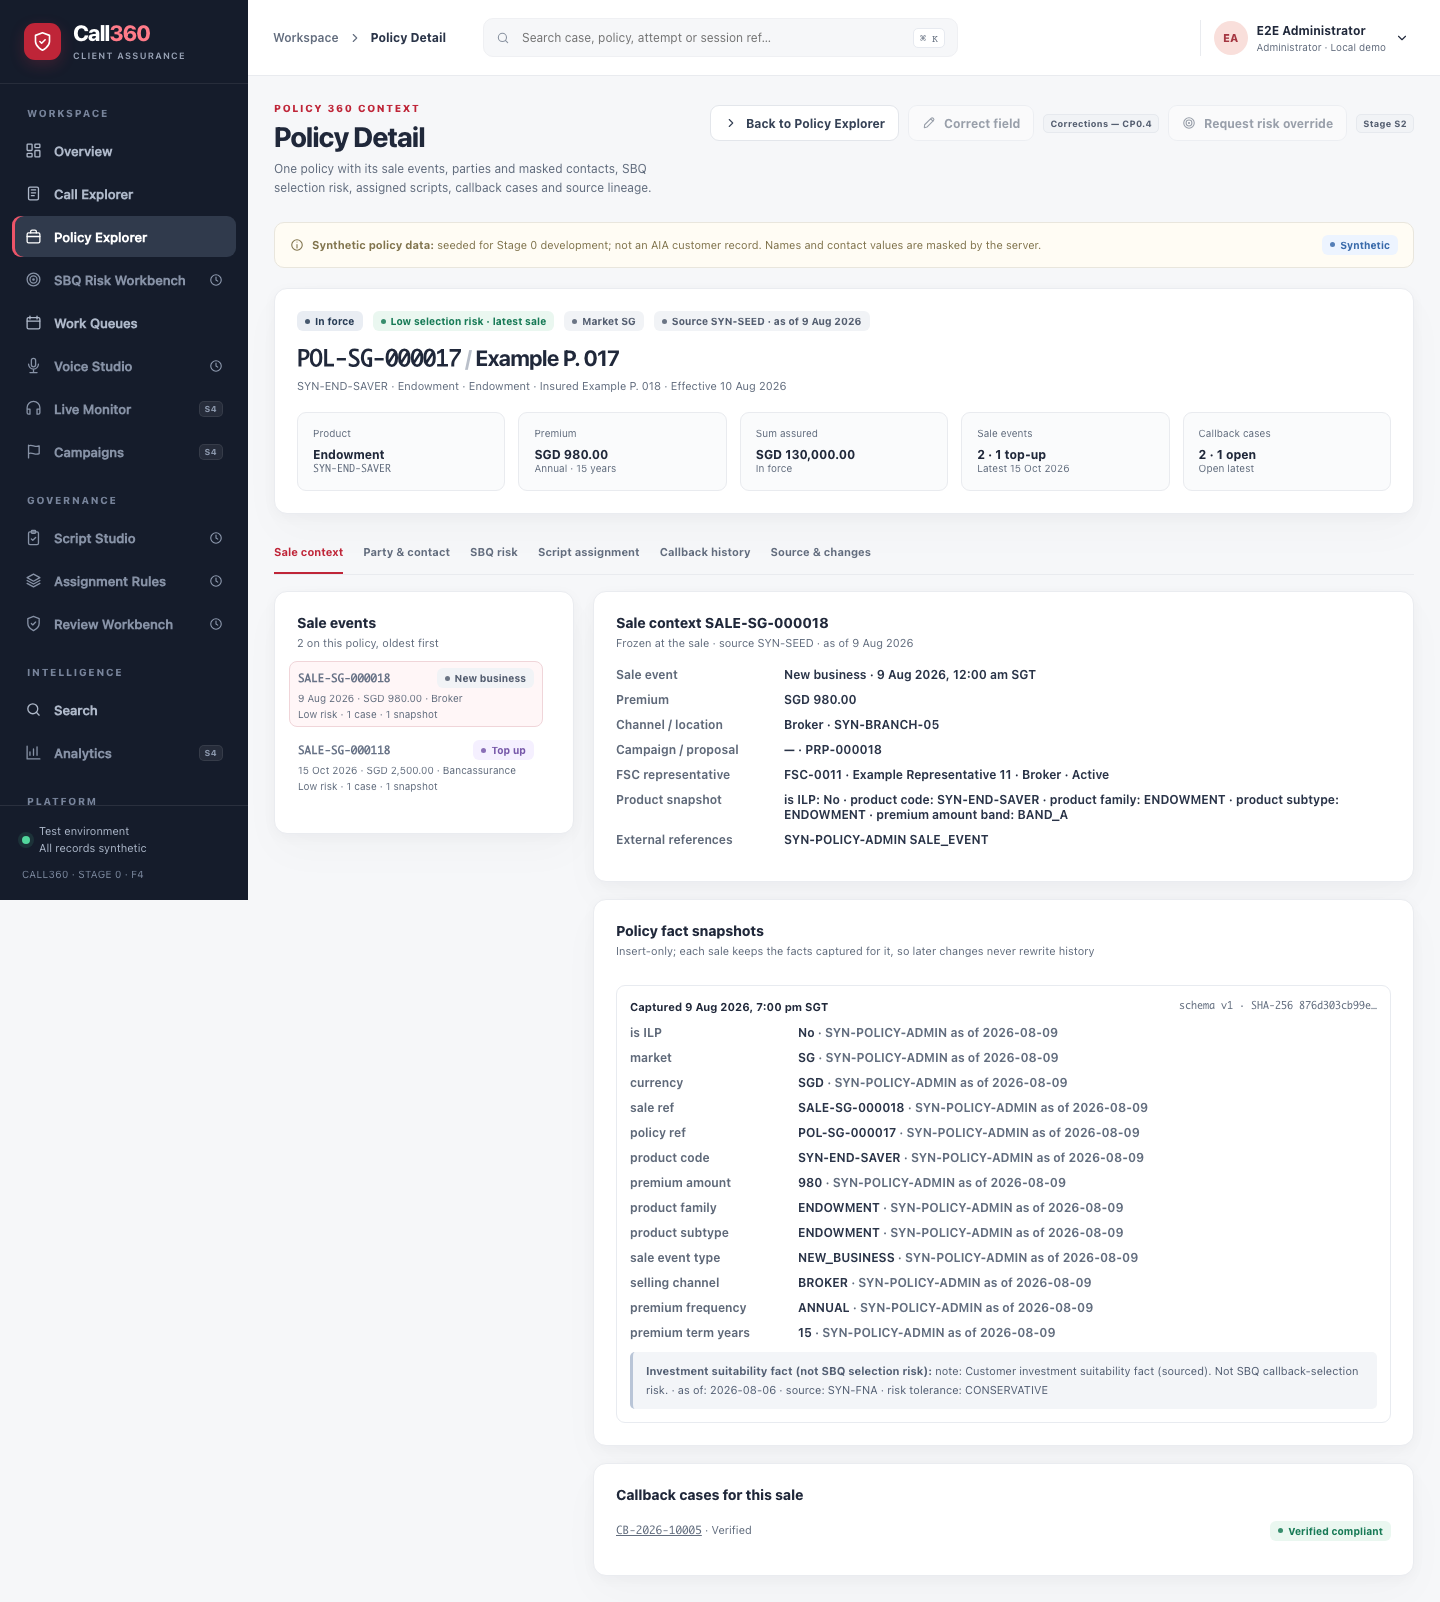 Call360
CLIENT ASSURANCE
WORKSPACE
Overview
Call Explorer
Policy Explorer
SBQ Risk Workbench
Work Queues
Voice Studio
Live Monitor S4
Campaigns S4
GOVERNANCE
Script Studio
Assignment Rules
Review Workbench
INTELLIGENCE
Search
Analytics S4
PLATFORM
Test environment
All records synthetic
CALL360 · STAGE 0 · F4
Workspace > Policy Detail
Search case, policy, attempt or session ref... ⌘ K
EA
E2E Administrator
Administrator · Local demo
POLICY 360 CONTEXT
Policy Detail
One policy with its sale events, parties and masked contacts, SBQ
selection risk, assigned scripts, callback cases and source lineage.
Back to Policy Explorer Correct field Corrections — CP0.4 Request risk override Stage S2
Synthetic policy data: seeded for Stage 0 development; not an AIA customer record. Names and contact values are masked by the server. Synthetic
In force Low selection risk · latest sale Market SG Source SYN-SEED · as of 9 Aug 2026
POL-SG-000017 / Example P. 017
SYN-END-SAVER · Endowment · Endowment · Insured Example P. 018 · Effective 10 Aug 2026
Product
Endowment
SYN-END-SAVER
Premium
SGD 980.00
Annual · 15 years
Sum assured
SGD 130,000.00
In force
Sale events
2 · 1 top-up
Latest 15 Oct 2026
Callback cases
2 · 1 open
Open latest
Sale context Party & contact SBQ risk Script assignment Callback history Source & changes
Sale events
2 on this policy, oldest first
SALE-SG-000018 New business
9 Aug 2026 · SGD 980.00 · Broker
Low risk · 1 case · 1 snapshot
SALE-SG-000118 Top up
15 Oct 2026 · SGD 2,500.00 · Bancassurance
Low risk · 1 case · 1 snapshot
Sale context SALE-SG-000018
Frozen at the sale · source SYN-SEED · as of 9 Aug 2026
Sale event New business · 9 Aug 2026, 12:00 am SGT
Premium SGD 980.00
Channel / location Broker · SYN-BRANCH-05
Campaign / proposal — · PRP-000018
FSC representative FSC-0011 · Example Representative 11 · Broker · Active
Product snapshot is ILP: No · product code: SYN-END-SAVER · product family: ENDOWMENT · product subtype:
ENDOWMENT · premium amount band: BAND_A
External references SYN-POLICY-ADMIN SALE_EVENT
Policy fact snapshots
Insert-only; each sale keeps the facts captured for it, so later changes never rewrite history
Captured 9 Aug 2026, 7:00 pm SGT schema v1 · SHA-256 876d303cb99e…
is ILP No · SYN-POLICY-ADMIN as of 2026-08-09
market SG · SYN-POLICY-ADMIN as of 2026-08-09
currency SGD · SYN-POLICY-ADMIN as of 2026-08-09
sale ref SALE-SG-000018 · SYN-POLICY-ADMIN as of 2026-08-09
policy ref POL-SG-000017 · SYN-POLICY-ADMIN as of 2026-08-09
product code SYN-END-SAVER · SYN-POLICY-ADMIN as of 2026-08-09
premium amount 980 · SYN-POLICY-ADMIN as of 2026-08-09
product family ENDOWMENT · SYN-POLICY-ADMIN as of 2026-08-09
product subtype ENDOWMENT · SYN-POLICY-ADMIN as of 2026-08-09
sale event type NEW_BUSINESS · SYN-POLICY-ADMIN as of 2026-08-09
selling channel BROKER · SYN-POLICY-ADMIN as of 2026-08-09
premium frequency ANNUAL · SYN-POLICY-ADMIN as of 2026-08-09
premium term years 15 · SYN-POLICY-ADMIN as of 2026-08-09
Investment suitability fact (not SBQ selection risk): note: Customer investment suitability fact (sourced). Not SBQ callback-selection
risk. · as of: 2026-08-06 · source: SYN-FNA · risk tolerance: CONSERVATIVE
Callback cases for this sale
CB-2026-10005 · Verified Verified compliant